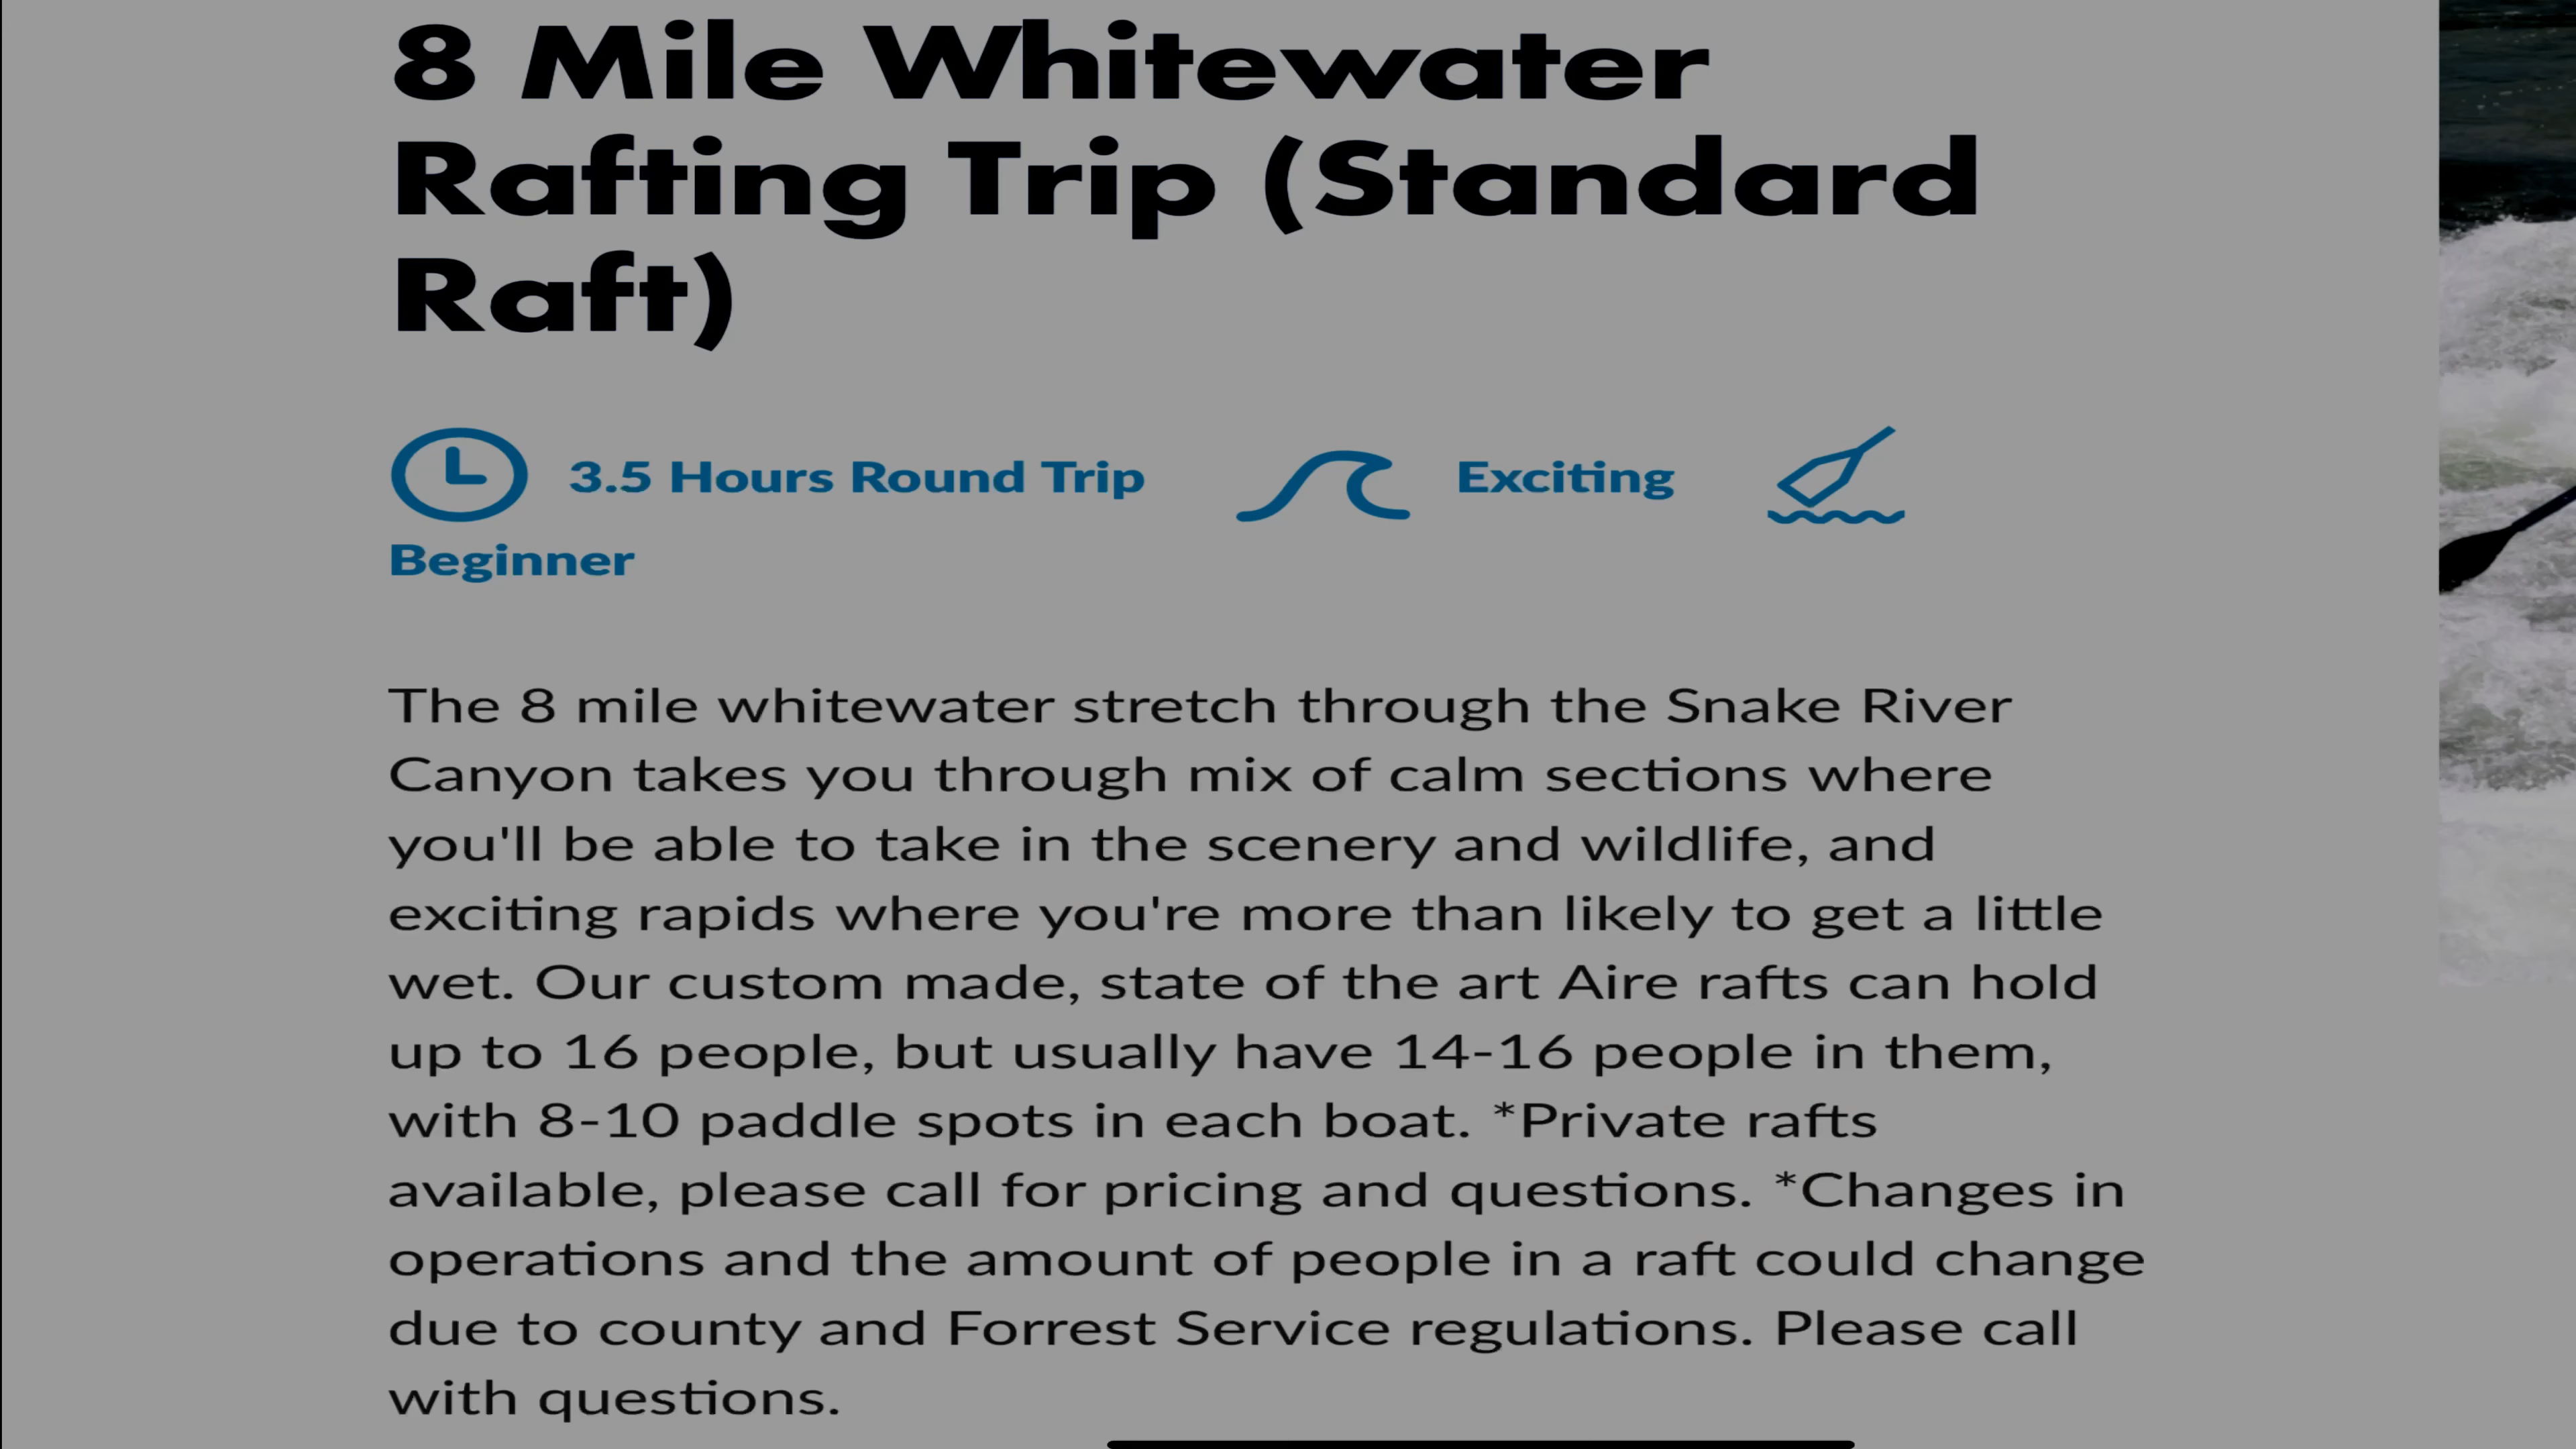 8 Mile Whitewater
Rafting Trip (Standard
Raft)
3.5 Hours Round Trip Exciting
Beginner
The 8 mile whitewater stretch through the Snake River
Canyon takes you through mix of calm sections where
you'll be able to take in the scenery and wildlife, and
exciting rapids where you're more than likely to get a little
wet. Our custom made, state of the art Aire rafts can hold
up to 16 people, but usually have 14-16 people in them,
with 8-10 paddle spots in each boat. *Private rafts
available, please call for pricing and questions. *Changes in
operations and the amount of people in a raft could change
due to county and Forrest Service regulations. Please call
with questions.